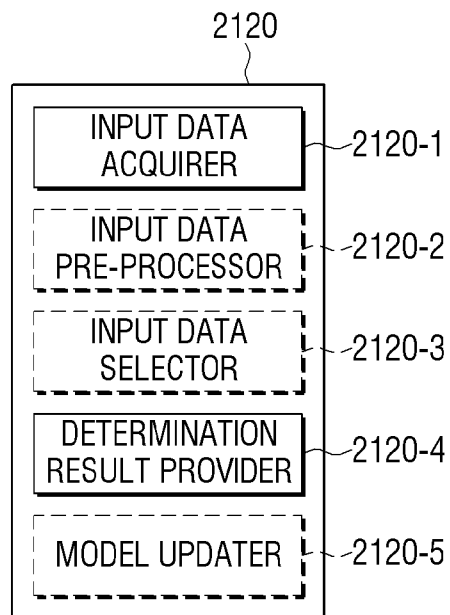 2120
INPUT DATA
ACQUIRER
2120-1
INPUT DATA
PRE-PROCESSOR
2120-2
INPUT DATA
SELECTOR
2120-3
DETERMINATION
RESULT PROVIDER
2120-4
MODEL UPDATER
2120-5